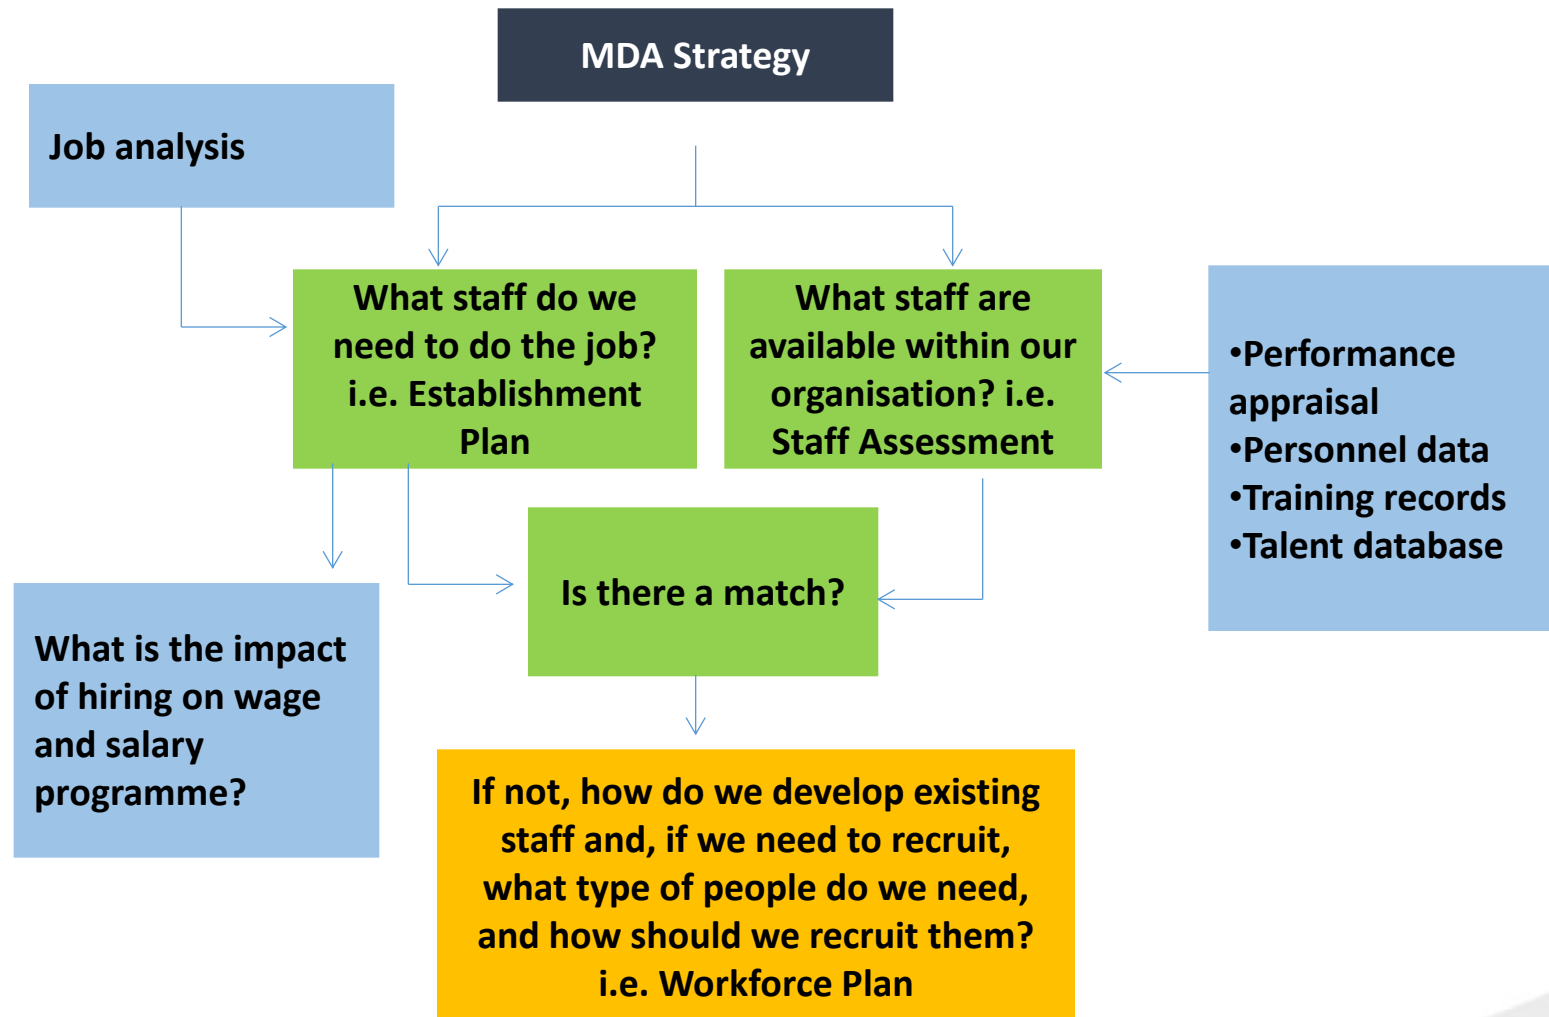 MDA Strategy
Job analysis
What staff do we
need to do the job?
i.e. Establishment
Plan
What staff are
available within our
organisation? i.e.
Staff Assessment
•Performance
appraisal
•Personnel data
•Training records
•Talent database
Is there a match?
What is the impact
of hiring on wage
and salary
programme?
If not, how do we develop existing
staff and, if we need to recruit,
what type of people do we need,
and how should we recruit them?
i.e. Workforce Plan